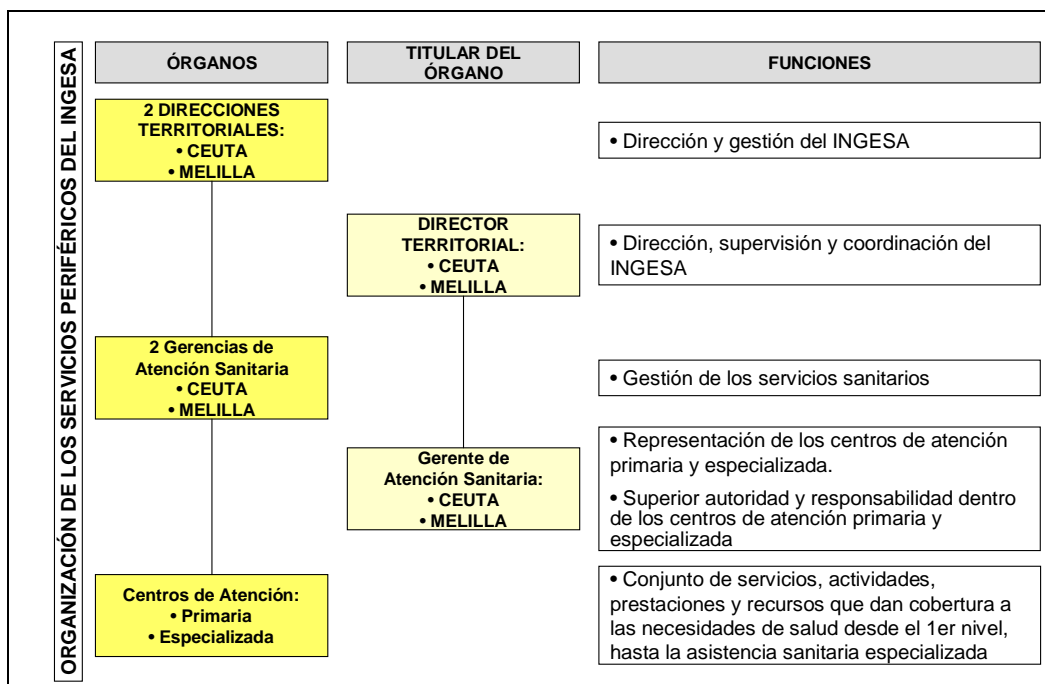 ORGANIZACIÓN DE LOS SERVICIOS PERIFÉRICOS DEL INGESA
ÓRGANOS
TITULAR DEL
ÓRGANO
FUNCIONES
2 DIRECCIONES
TERRITORIALES:
• CEUTA
• MELILLA
• Dirección y gestión del INGESA
DIRECTOR
TERRITORIAL:
• CEUTA
• MELILLA
• Dirección, supervisión y coordinación del
INGESA
2 Gerencias de
Atención Sanitaria
• CEUTA
• MELILLA
• Gestión de los servicios sanitarios
Gerente de
Atención Sanitaria:
• CEUTA
• MELILLA
• Representación de los centros de atención
primaria y especializada.
• Superior autoridad y responsabilidad dentro
de los centros de atención primaria y
especializada
Centros de Atención:
• Primaria
• Especializada
• Conjunto de servicios, actividades,
prestaciones y recursos que dan cobertura a
las necesidades de salud desde el 1er nivel,
hasta la asistencia sanitaria especializada